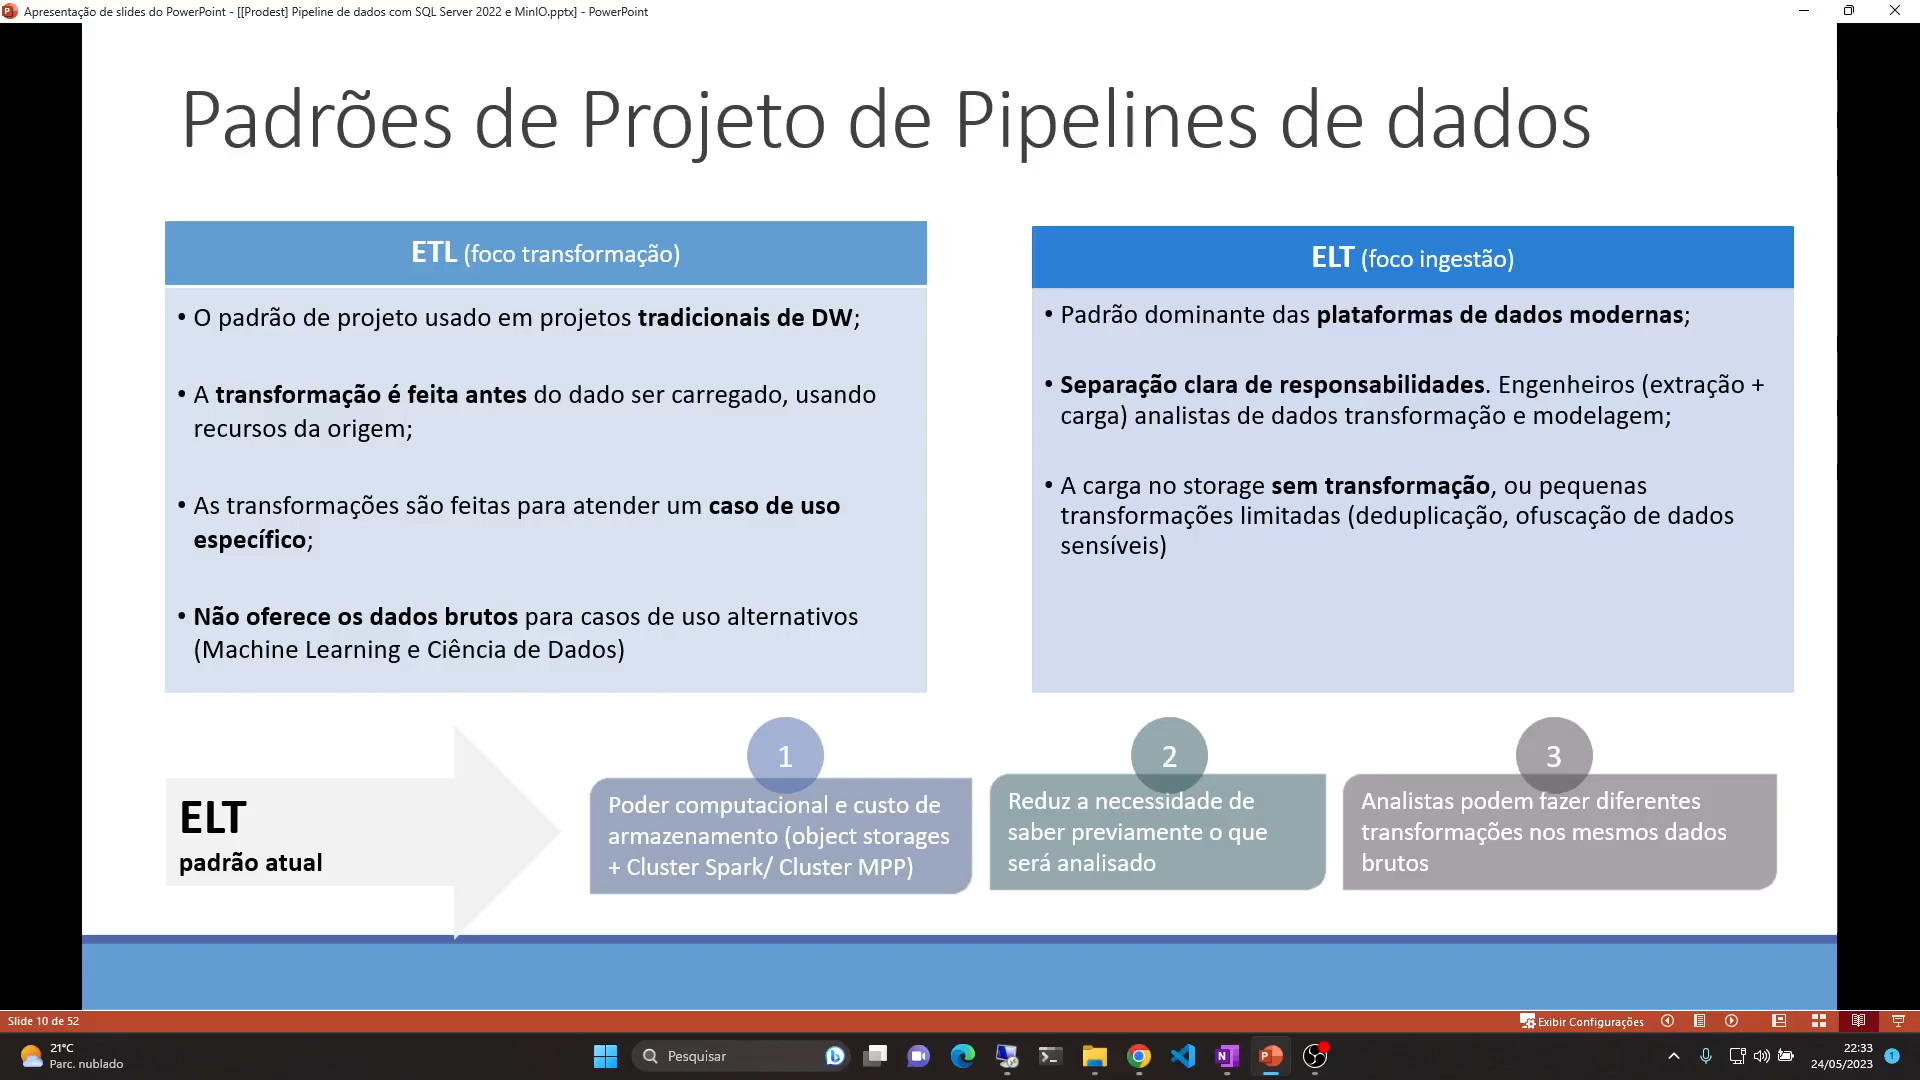 Apresentação de slides do PowerPoint - [[Prodest] Pipeline de dados com SQL Server 2022 e MinIO.pptx] - PowerPoint
Padrões de Projeto de Pipelines de dados
ETL (foco transformação)
• O padrão de projeto usado em projetos tradicionais de DW;
• A transformação é feita antes do dado ser carregado, usando
recursos da origem;
• As transformações são feitas para atender um caso de uso
específico;
• Não oferece os dados brutos para casos de uso alternativos
(Machine Learning e Ciência de Dados)
ELT (foco ingestão)
• Padrão dominante das plataformas de dados modernas;
• Separação clara de responsabilidades. Engenheiros (extração +
carga) analistas de dados transformação e modelagem;
• A carga no storage sem transformação, ou pequenas
transformações limitadas (deduplicação, ofuscação de dados
sensíveis)
ELT
padrão atual
1
Poder computacional e custo de
armazenamento (object storages
+ Cluster Spark/ Cluster MPP)
2
Reduz a necessidade de
saber previamente o que
será analisado
3
Analistas podem fazer diferentes
transformações nos mesmos dados
brutos
Slide 10 de 52
Exibir Configurações
21°C
Parc. nublado
Pesquisar
22:33
24/05/2023
1